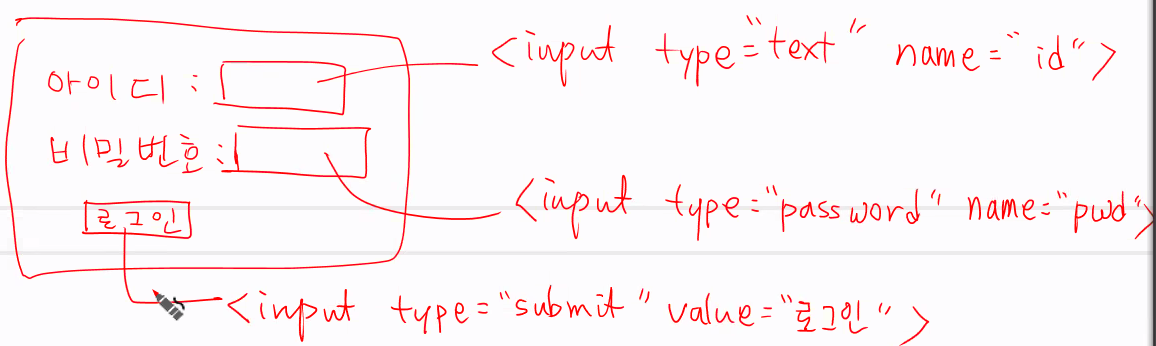 아이디 : <input type="text" name="id">
비밀번호 : <input type="password" name="pwd">
로그인
<input type="submit" value="로그인">